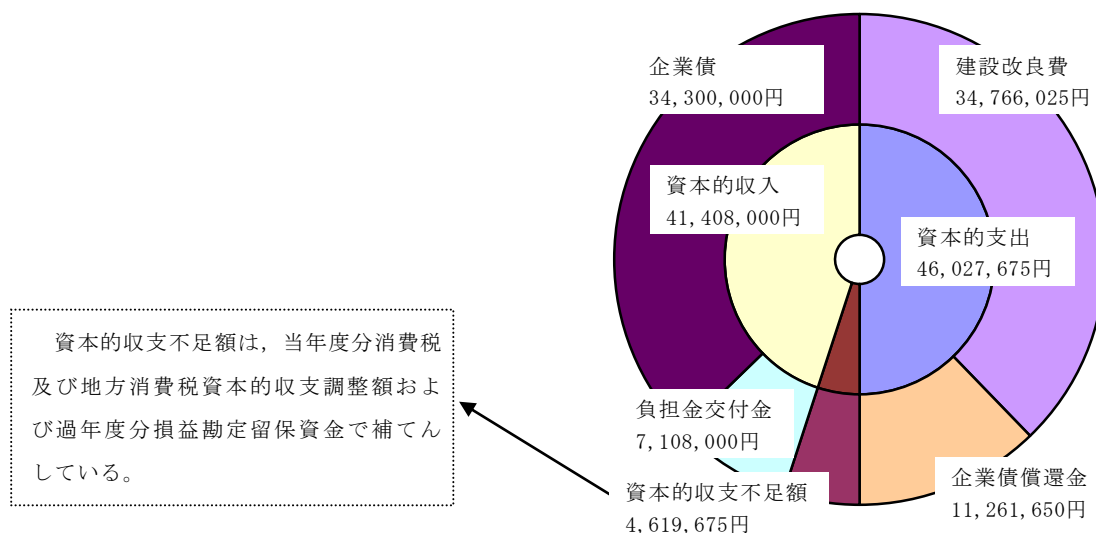 企業債
34,300,000円
建設改良費
34,766,025円
資本的収入
41,408,000円
資本的支出
46,027,675円
資本的収支不足額は，当年度分消費税
及び地方消費税資本的収支調整額およ
び過年度分損益勘定留保資金で補てん
している。
負担金交付金
7,108,000円
資本的収支不足額
4,619,675円
企業債償還金
11,261,650円